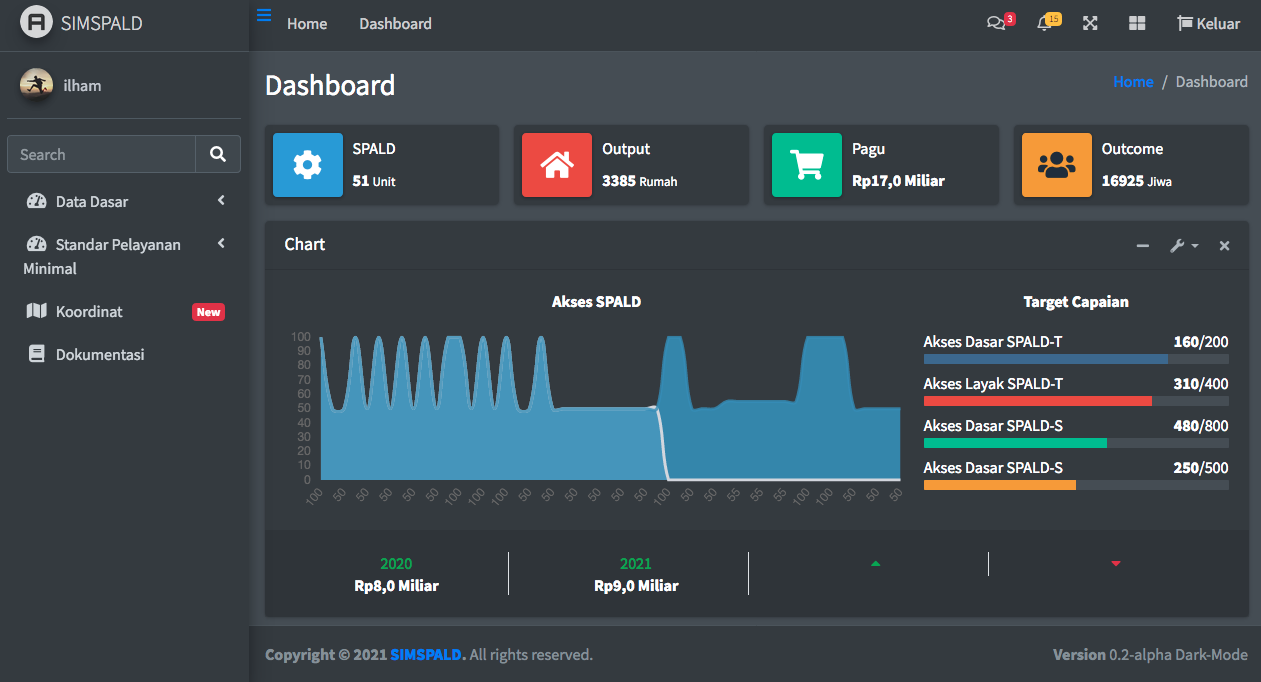 SIMSPALD
Home Dashboard
3
15
Keluar
ilham
Search
Data Dasar
Standar Pelayanan
Minimal
Koordinat New
Dokumentasi
Dashboard
Home / Dashboard
SPALD
51 Unit
Output
3385 Rumah
Pagu
Rp17,0 Miliar
Outcome
16925 Jiwa
Chart
Akses SPALD
100
90
80
70
60
50
40
30
20
10
0
100 50 50 50 50 50 100 100 100 50 50 50 50 50 50 100 50 50 55 55 55 100 100 50 50 50
Target Capaian
Akses Dasar SPALD-T 160/200
Akses Layak SPALD-T 310/400
Akses Dasar SPALD-S 480/800
Akses Dasar SPALD-S 250/500
2020
Rp8,0 Miliar
2021
Rp9,0 Miliar
Copyright © 2021 SIMSPALD. All rights reserved.
Version 0.2-alpha Dark-Mode